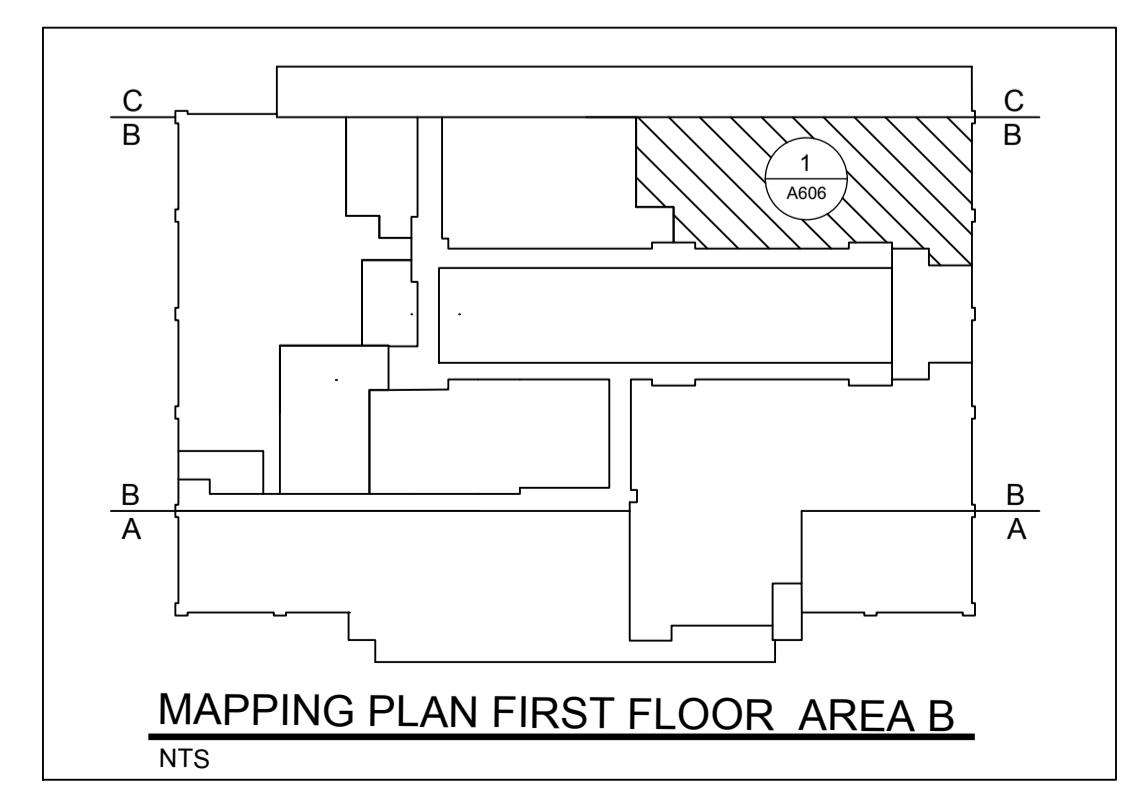 C C
B B
1
A606
B B
A A
MAPPING PLAN FIRST FLOOR AREA B
NTS